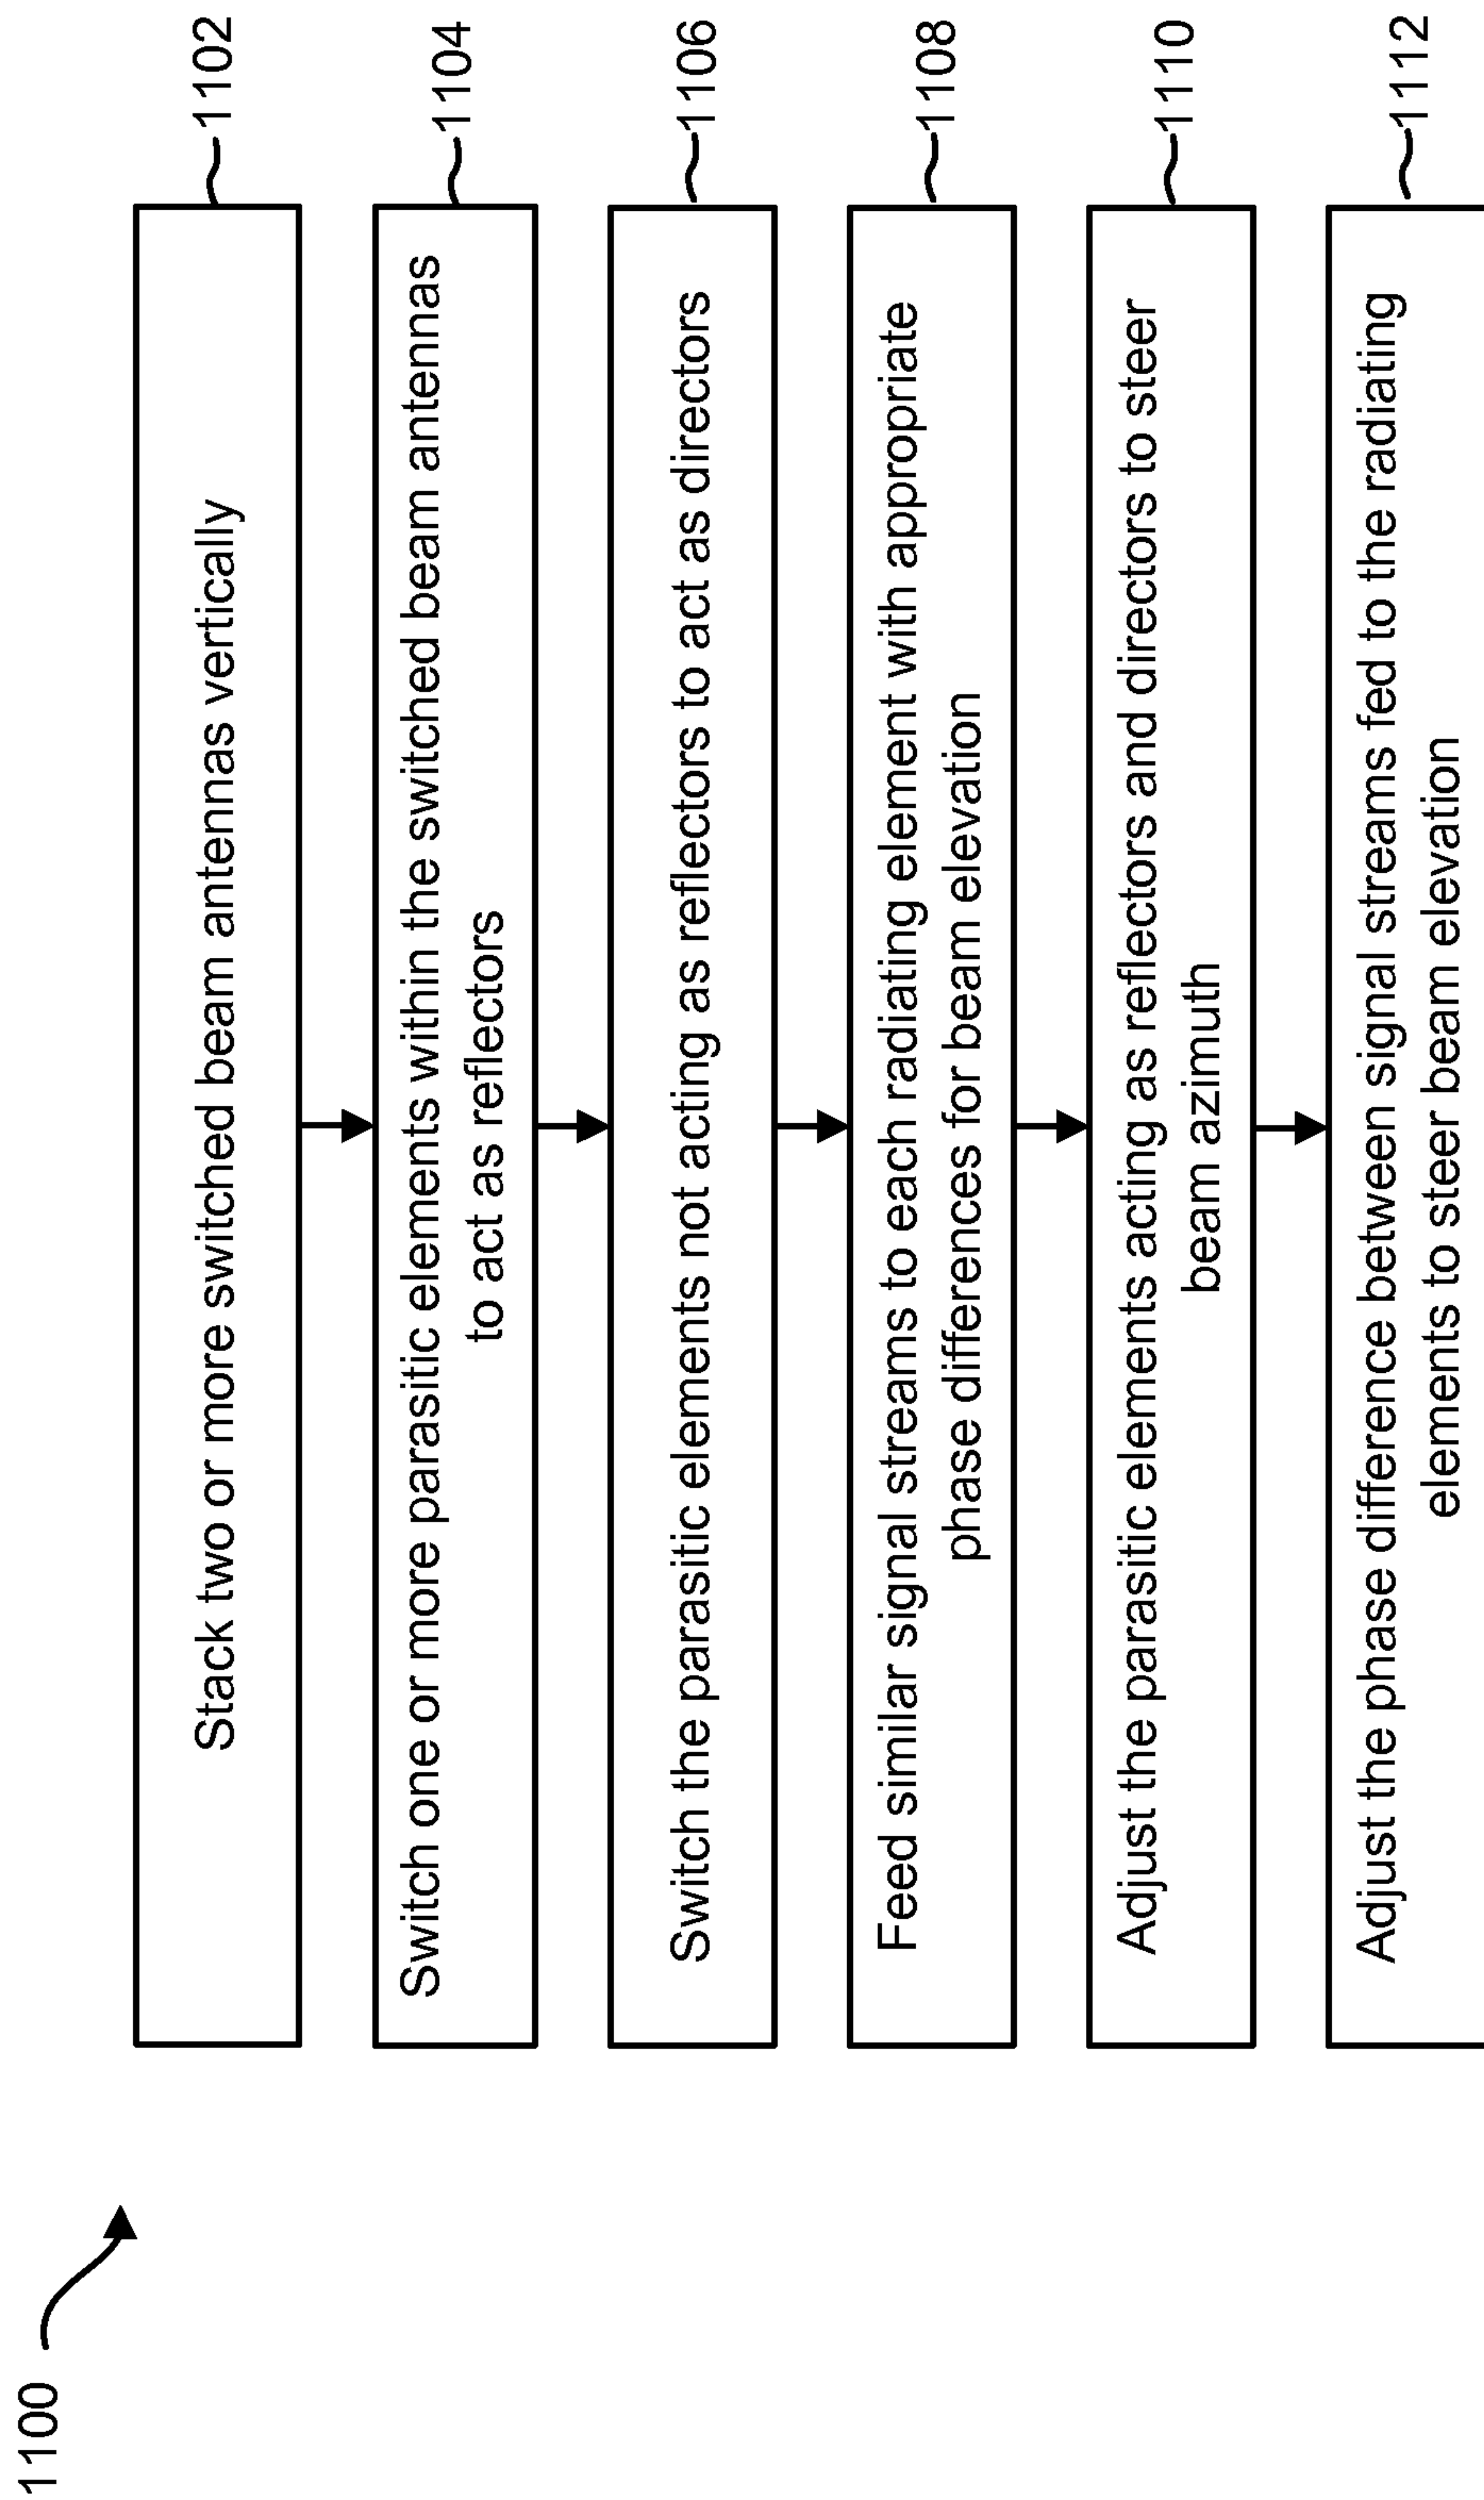 1100
Stack two or more switched beam antennas vertically
1102
Switch one or more parasitic elements within the switched beam antennas
to act as reflectors
1104
Switch the parasitic elements not acting as reflectors to act as directors
1106
Feed similar signal streams to each radiating element with appropriate
phase differences for beam elevation
1108
Adjust the parasitic elements acting as reflectors and directors to steer
beam azimuth
1110
Adjust the phase difference between signal streams fed to the radiating
elements to steer beam elevation
1112